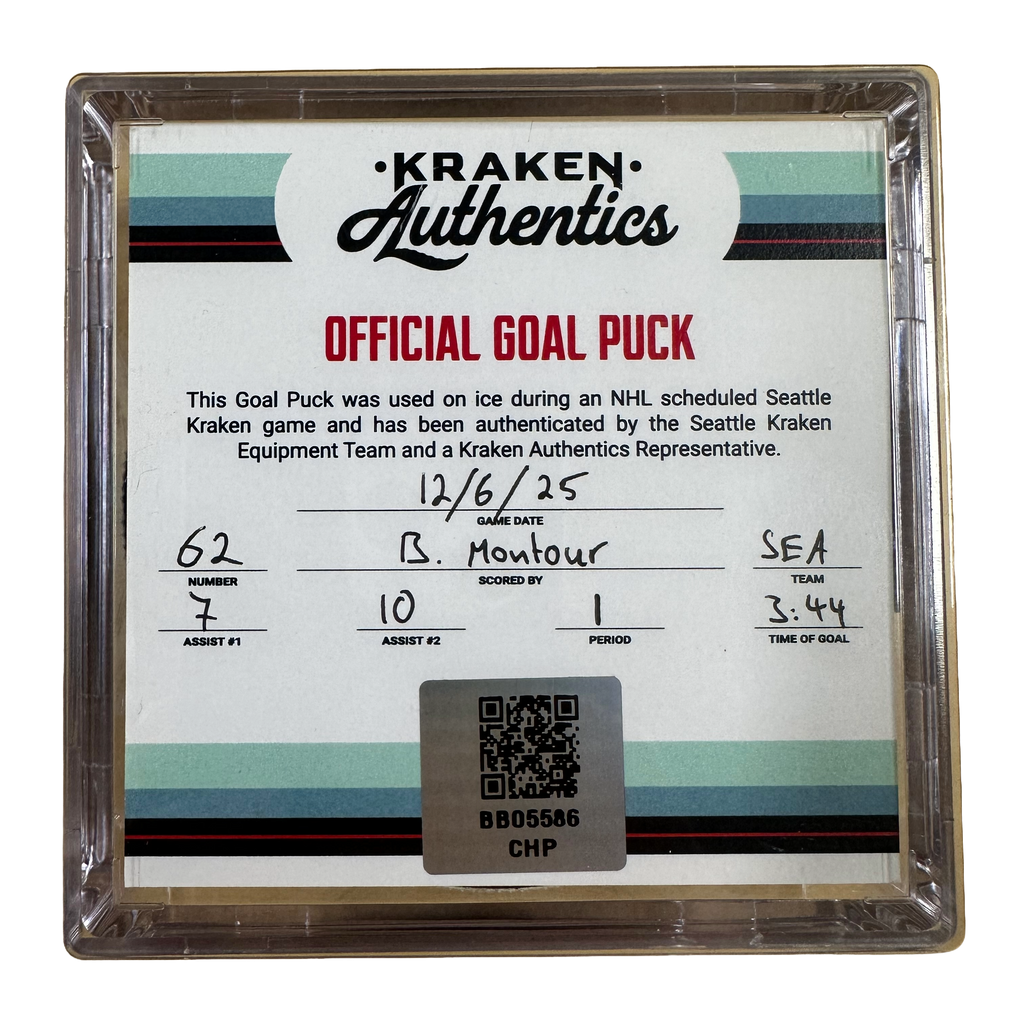 ·KRAKEN·
Authentics
OFFICIAL GOAL PUCK
This Goal Puck was used on ice during an NHL scheduled Seattle
Kraken game and has been authenticated by the Seattle Kraken
Equipment Team and a Kraken Authentics Representative.
12/6/25
GAME DATE
62 B. Montour SEA
NUMBER SCORED BY TEAM
7 10 1 3:44
ASSIST #1 ASSIST #2 PERIOD TIME OF GOAL
BB05586
CHP